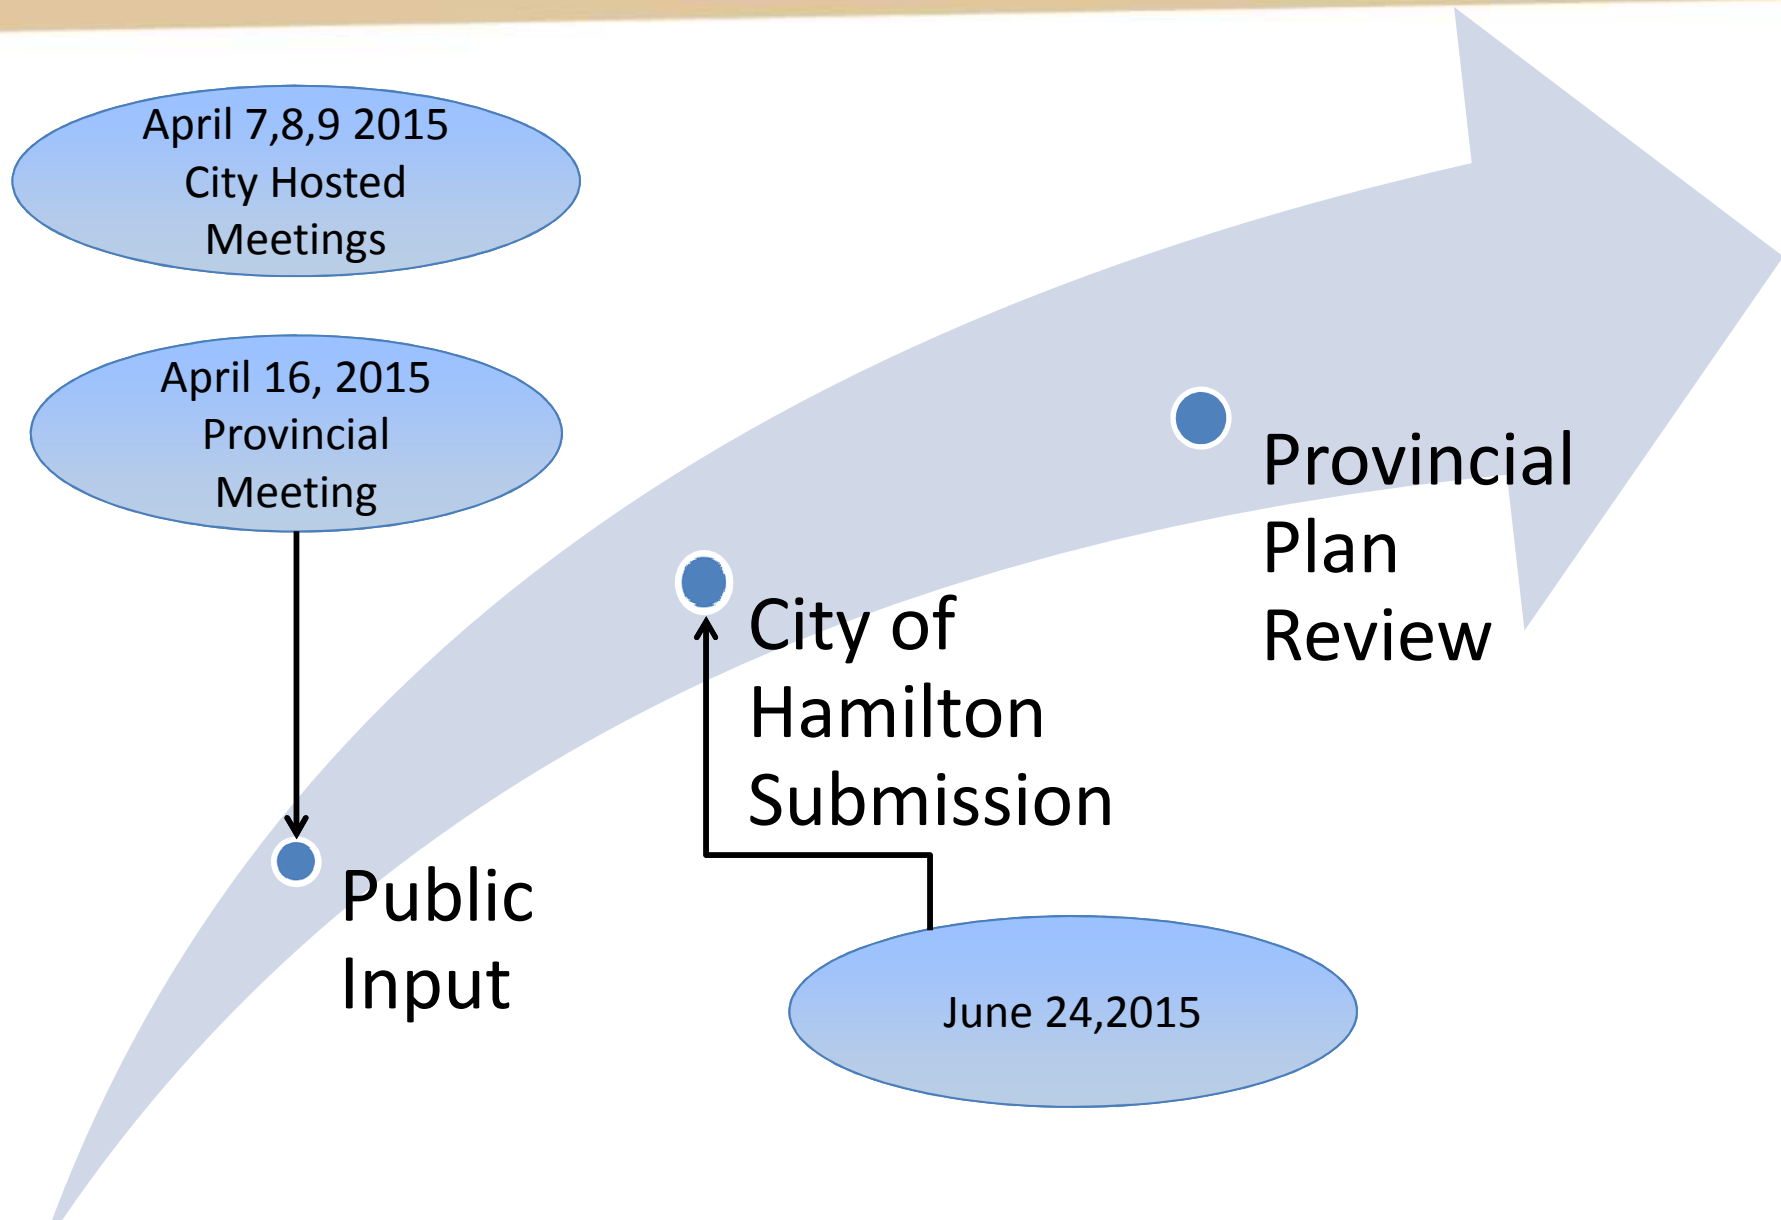 April 7,8,9 2015
City Hosted
Meetings
April 16, 2015
Provincial
Meeting
Public
Input
City of
Hamilton
Submission
June 24,2015
Provincial
Plan
Review